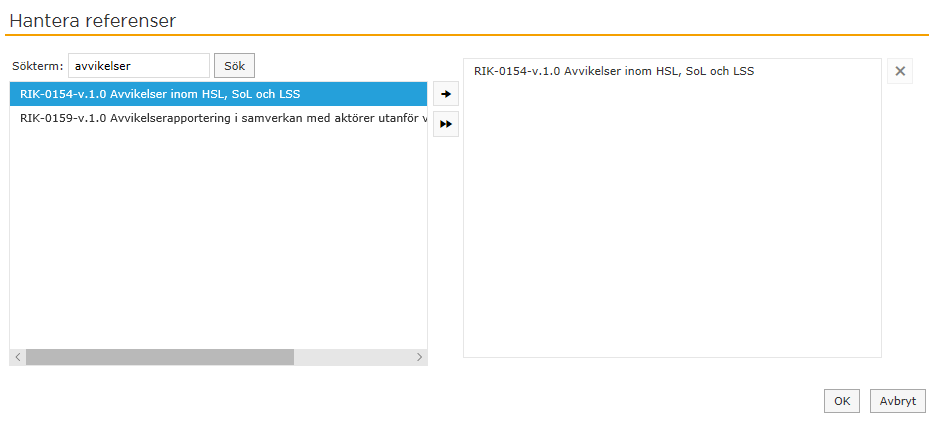 Hantera referenser
Sökterm: avvikelser Sök
RIK-0154-v.1.0 Avvikelser inom HSL, SoL och LSS
RIK-0159-v.1.0 Avvikelserapportering i samverkan med aktörer utanför v
RIK-0154-v.1.0 Avvikelser inom HSL, SoL och LSS
OK Avbryt